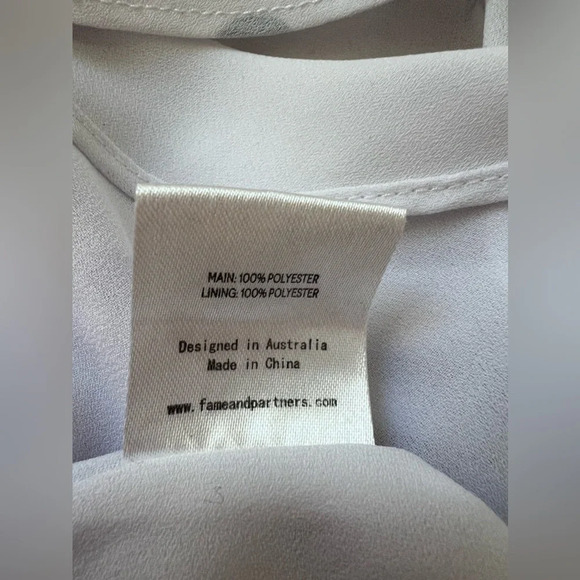 MAIN: 100% POLYESTER
LINING: 100% POLYESTER
Designed in Australia
Made in China
www.fameandpartners.com